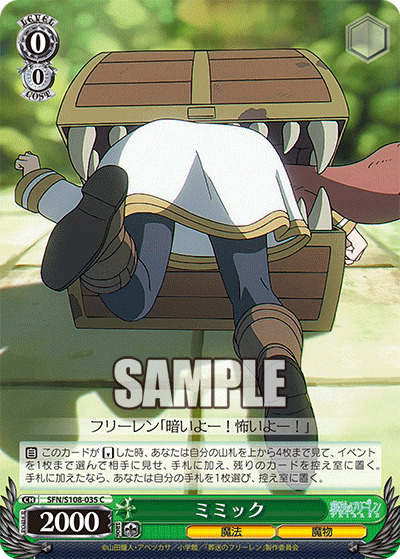 LEVEL
0
0
COST
SAMPLE
フリーレン「暗いよー!怖いよー!」
このカードがした時、あなたは自分の山札を上から4枚まで見て、イベント
を1枚まで選んで相手に見せ、手札に加え、残りのカードを控え室に置く。
手札に加えたなら、あなたは自分の手札を1枚選び、控え室に置く。
CH SFN/S108-035 C
2000
ミミック
魔法 魔物
©山田鐘人・アベツカサ/小学館/「葬送のフリーレン」製作委員会